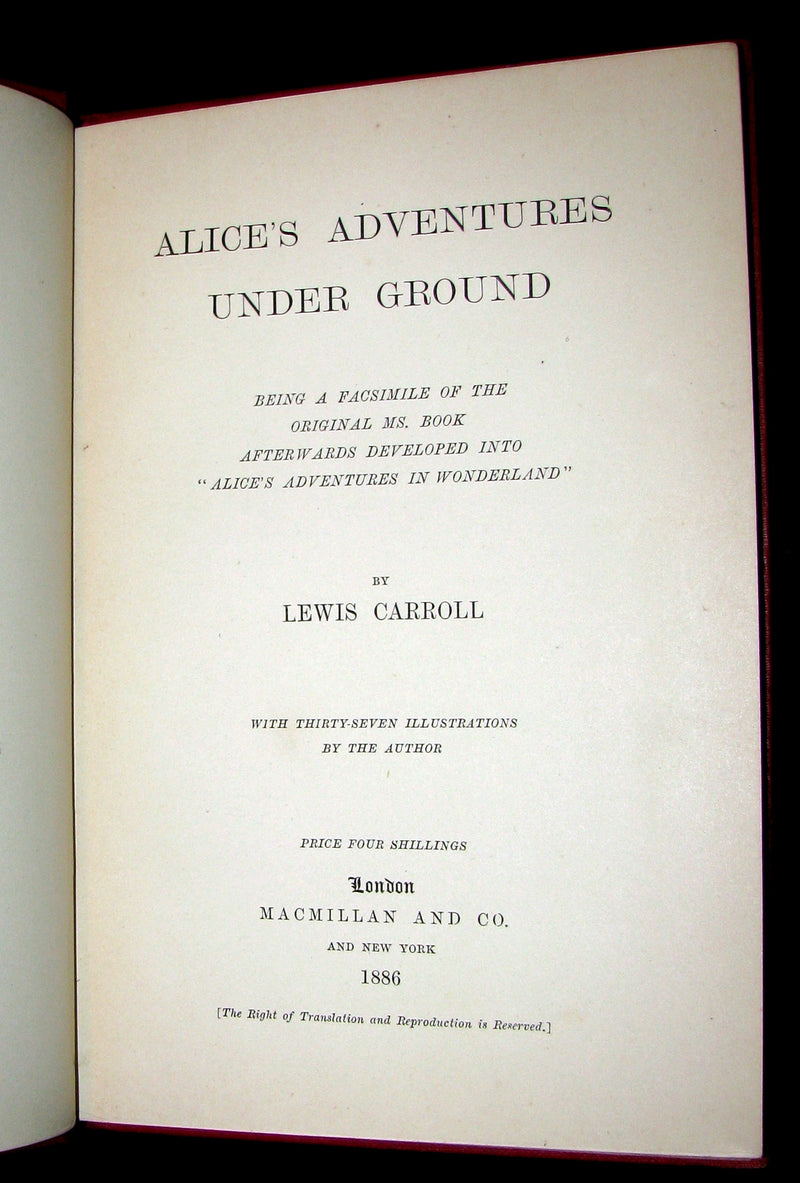 ALICE'S ADVENTURES
UNDER GROUND
BEING A FACSIMILE OF THE
ORIGINAL MS. BOOK
AFTERWARDS DEVELOPED INTO
"ALICE'S ADVENTURES IN WONDERLAND"
BY
LEWIS CARROLL
WITH THIRTY-SEVEN ILLUSTRATIONS
BY THE AUTHOR
PRICE FOUR SHILLINGS
London
MACMILLAN AND CO.
AND NEW YORK
1886
[The Right of Translation and Reproduction is Reserved.]